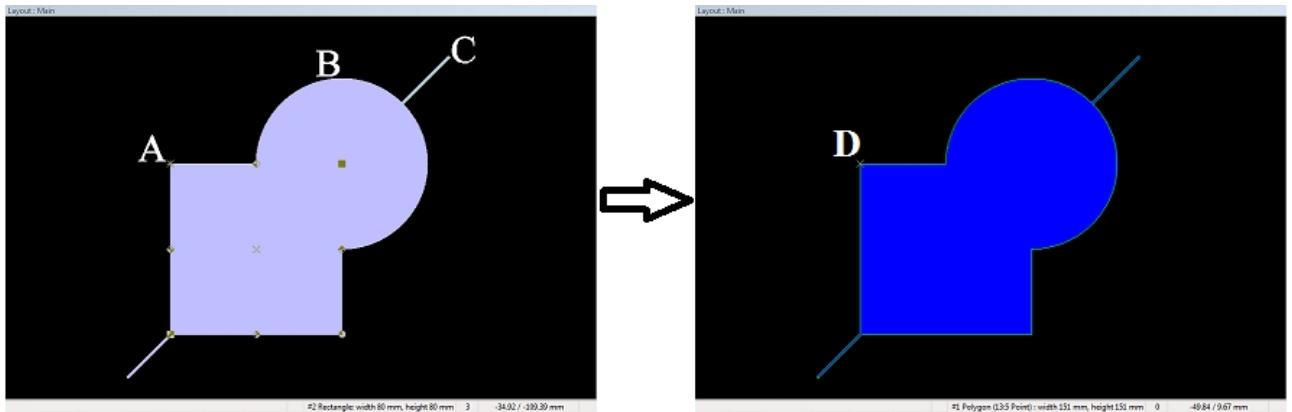 Layout: Main
A
B
C
#2 Rectangle: width 80 mm, height 80 mm 3 -34.92 / -109.39 mm
Layout: Main
D
#1 Polygon (13:5 Point) : width 151 mm, height 151 mm 0 -49.84 / 9.67 mm